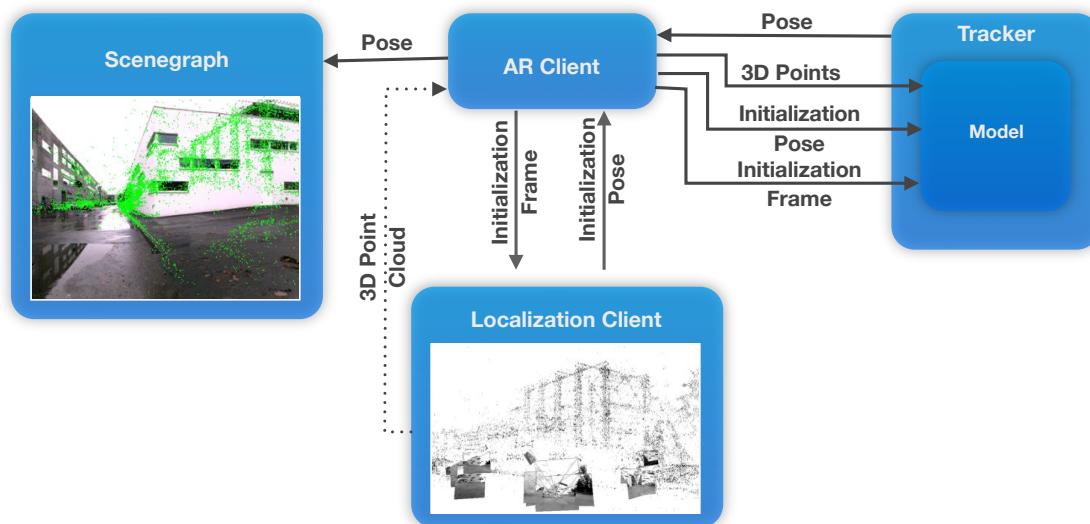 Scenegraph
Pose
AR Client
Pose
Tracker
3D Points
Initialization
Pose
Initialization
Frame
Model
3D Point
Cloud
Initialization
Frame
Initialization
Pose
Localization Client